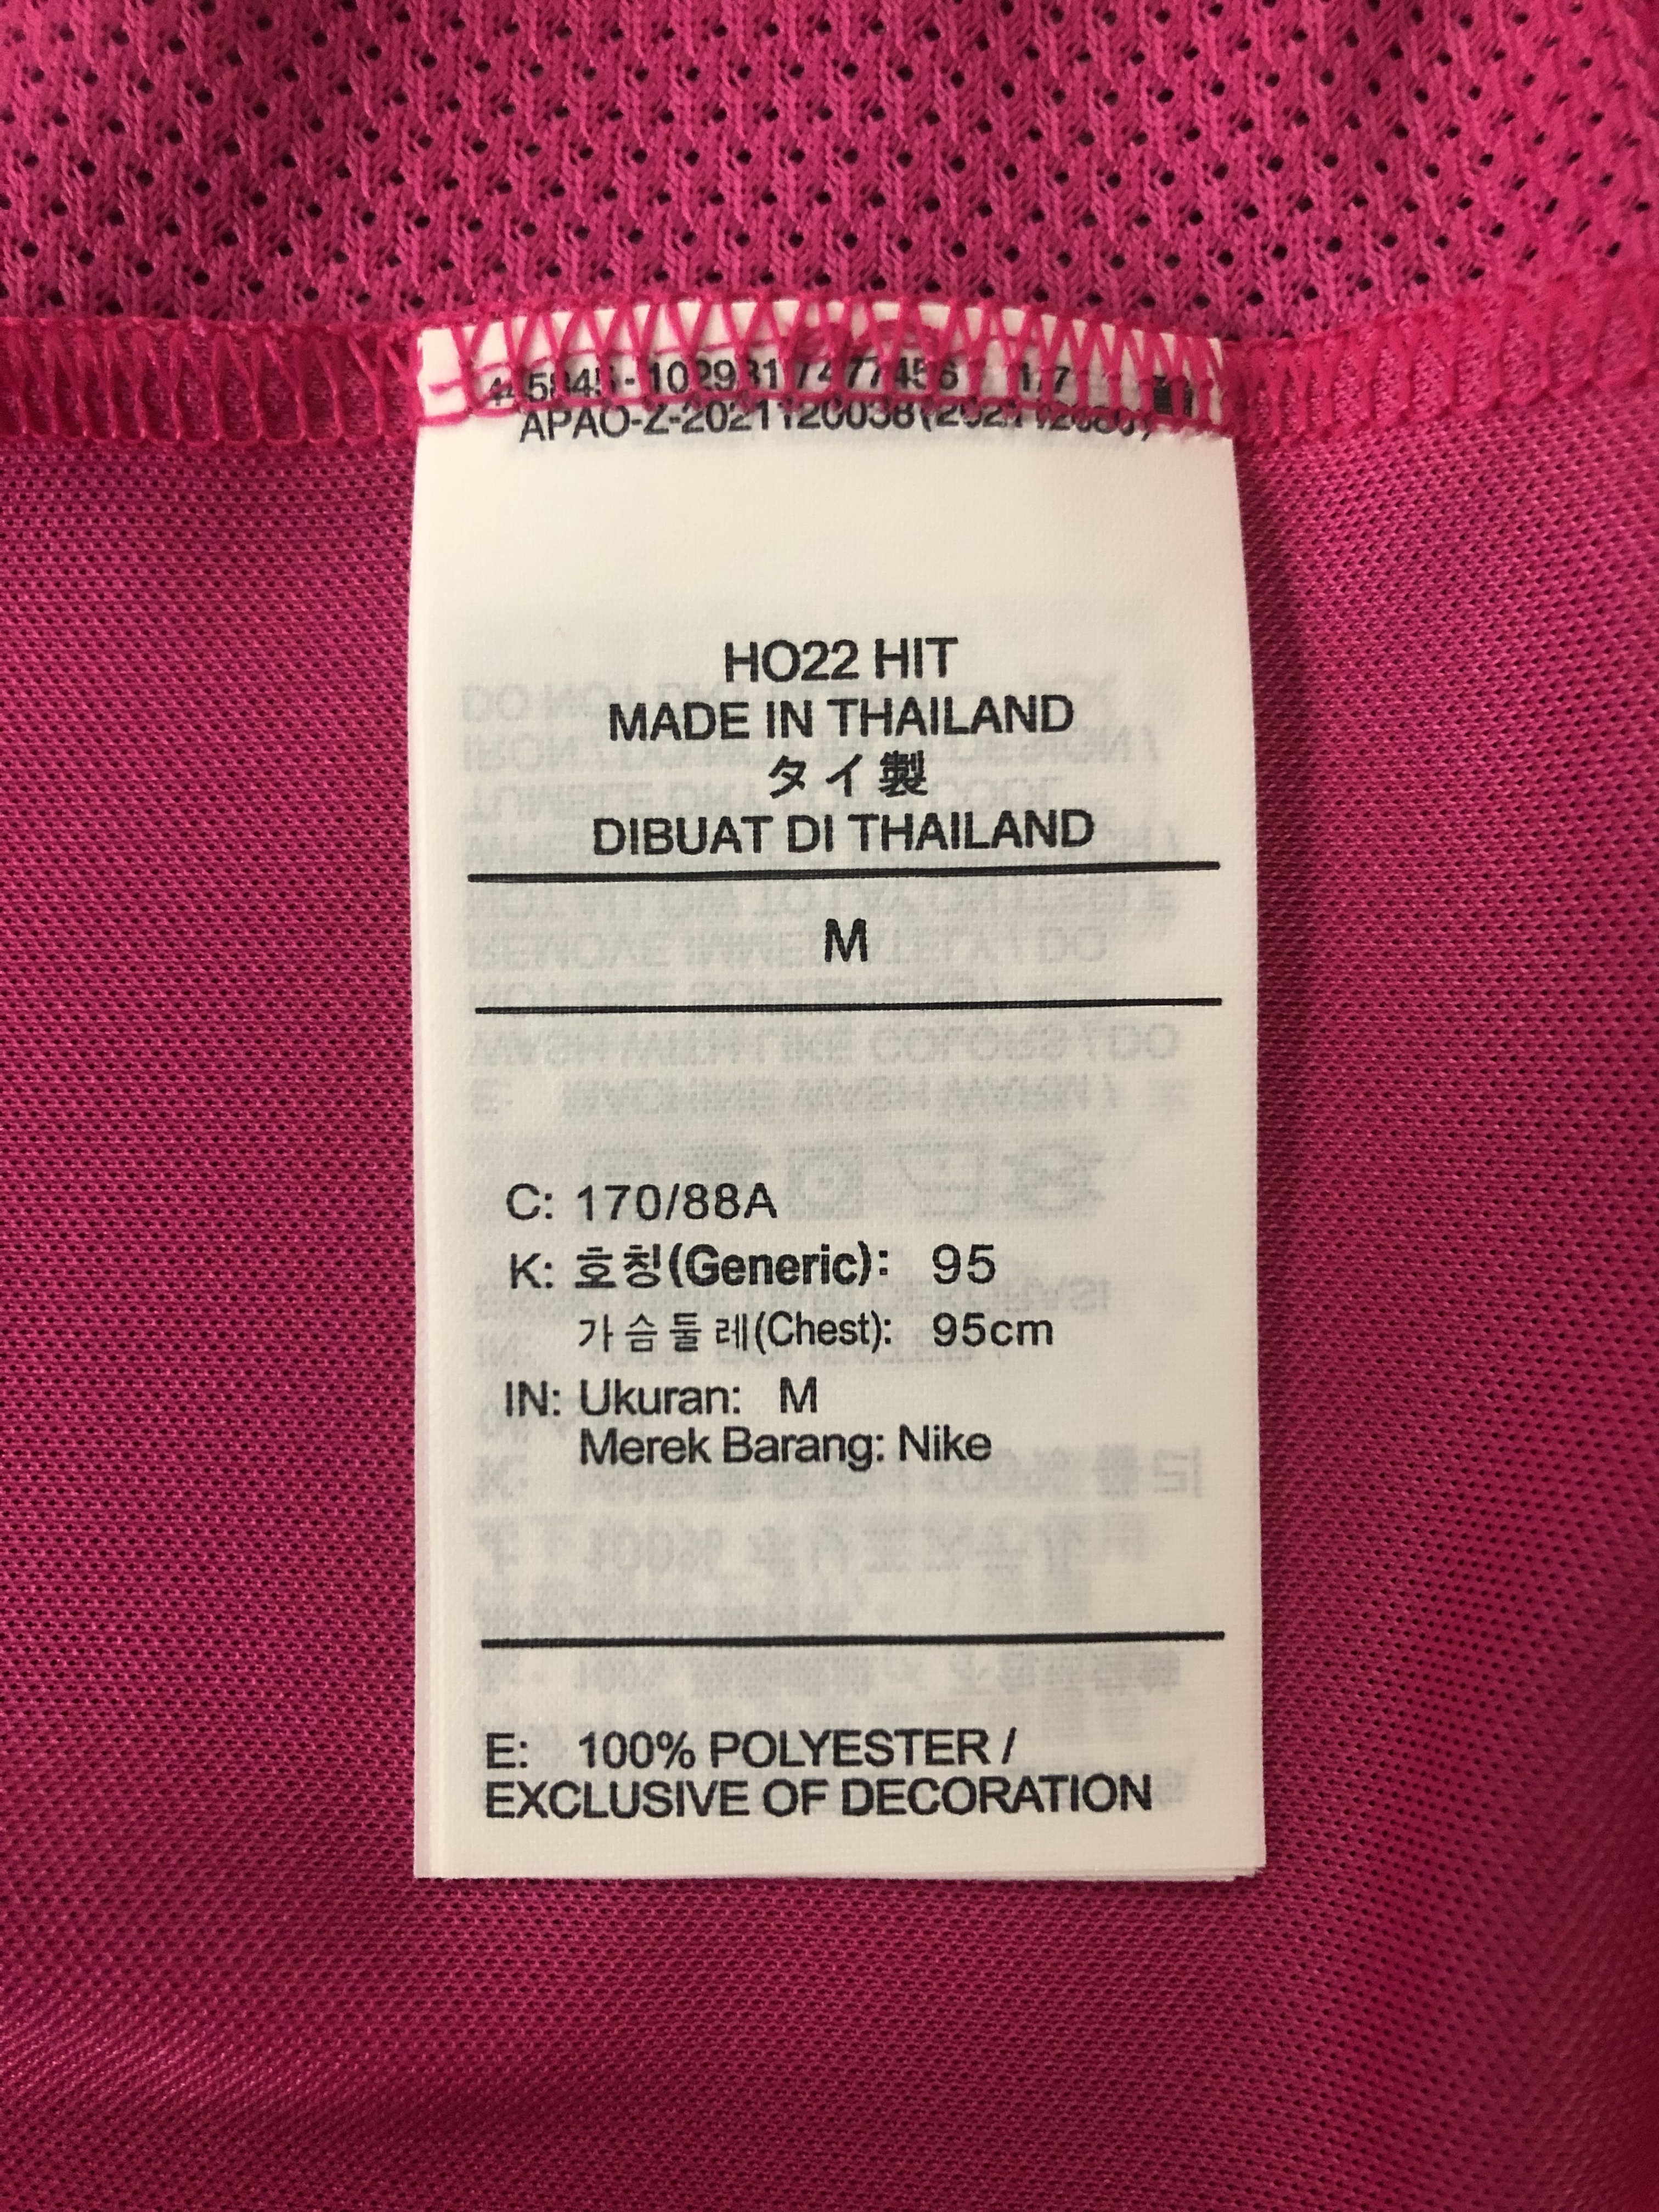 HO22 HIT
MADE IN THAILAND
タイ製
DIBUAT DI THAILAND
M
C: 170/88A
K: 호칭(Generic): 95
가슴둘레(Chest): 95cm
IN: Ukuran: M
Merek Barang: Nike
E: 100% POLYESTER /
EXCLUSIVE OF DECORATION